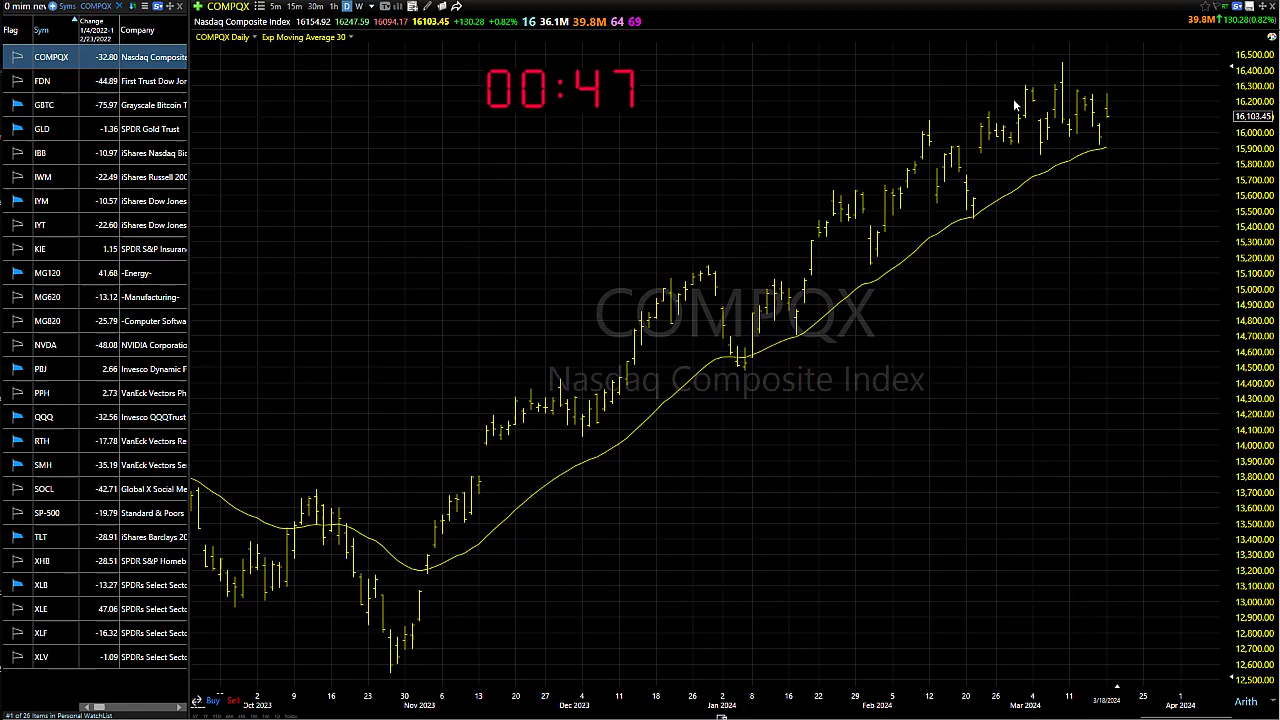 0 mim nev Syms COMPQX
Flag Sym Change 1/4/2022-1 2/21/2022 Company
COMPQX -32.80 Nasdaq Composite
FDN -44.89 First Trust Dow Jon
GBTC -75.97 Grayscale Bitcoin T
GLD -1.36 SPDR Gold Trust
IBB -10.97 iShares Nasdaq Bio
IWM -22.49 iShares Russell 200
IYM -10.57 iShares Dow Jones
IYT -22.60 iShares Dow Jones
KIE 1.15 SPDR S&P Insuranc
MG120 41.68 -Energy-
MG620 -13.12 -Manufacturing-
MG820 -25.79 -Computer Softwa
NVDA -48.08 NVIDIA Corporatio
PBJ 2.66 Invesco Dynamic F
PPH 2.73 VanEck Vectors Ph
QQQ -32.56 Invesco QQQTrust
RTH -17.78 VanEck Vectors Re
SMH -35.19 VanEck Vectors Se
SOCL -42.71 Global X Social Me
SP-500 -19.79 Standard & Poors
TLT -28.91 iShares Barclays 20
XHB -28.51 SPDR S&P Homeb
XLB -13.27 SPDRs Select Secto
XLE 47.06 SPDRs Select Secto
XLF -16.32 SPDRs Select Secto
XLV -1.09 SPDRs Select Secto
#1 of 26 Items in Personal WatchList
COMPQX 5m 15m 30m 1h D W
Nasdaq Composite Index 16154.92 16247.59 16094.17 16103.45 +130.28 +0.82% 16 36.1M 39.8M 64 69
39.8M 130.28(0.82%)
COMPQX Daily Exp Moving Average 30
00:47
COMPQX
Nasdaq Composite Index
16,500.00
16,400.00
16,300.00
16,200.00
16,103.45
16,000.00
15,900.00
15,800.00
15,700.00
15,600.00
15,500.00
15,400.00
15,300.00
15,200.00
15,100.00
15,000.00
14,900.00
14,800.00
14,700.00
14,600.00
14,500.00
14,400.00
14,300.00
14,200.00
14,100.00
14,000.00
13,900.00
13,800.00
13,700.00
13,600.00
13,500.00
13,400.00
13,300.00
13,200.00
13,100.00
13,000.00
12,900.00
12,800.00
12,700.00
12,600.00
12,500.00
Buy Sell
2 9 16 23 30 6 13 20 27 4 11 18 26 2 8 16 22 29 5 12 20 26 4 11 25 1
Oct 2023 Nov 2023 Dec 2023 Jan 2024 Feb 2024 Mar 2024 3/18/2024 Apr 2024
Arith